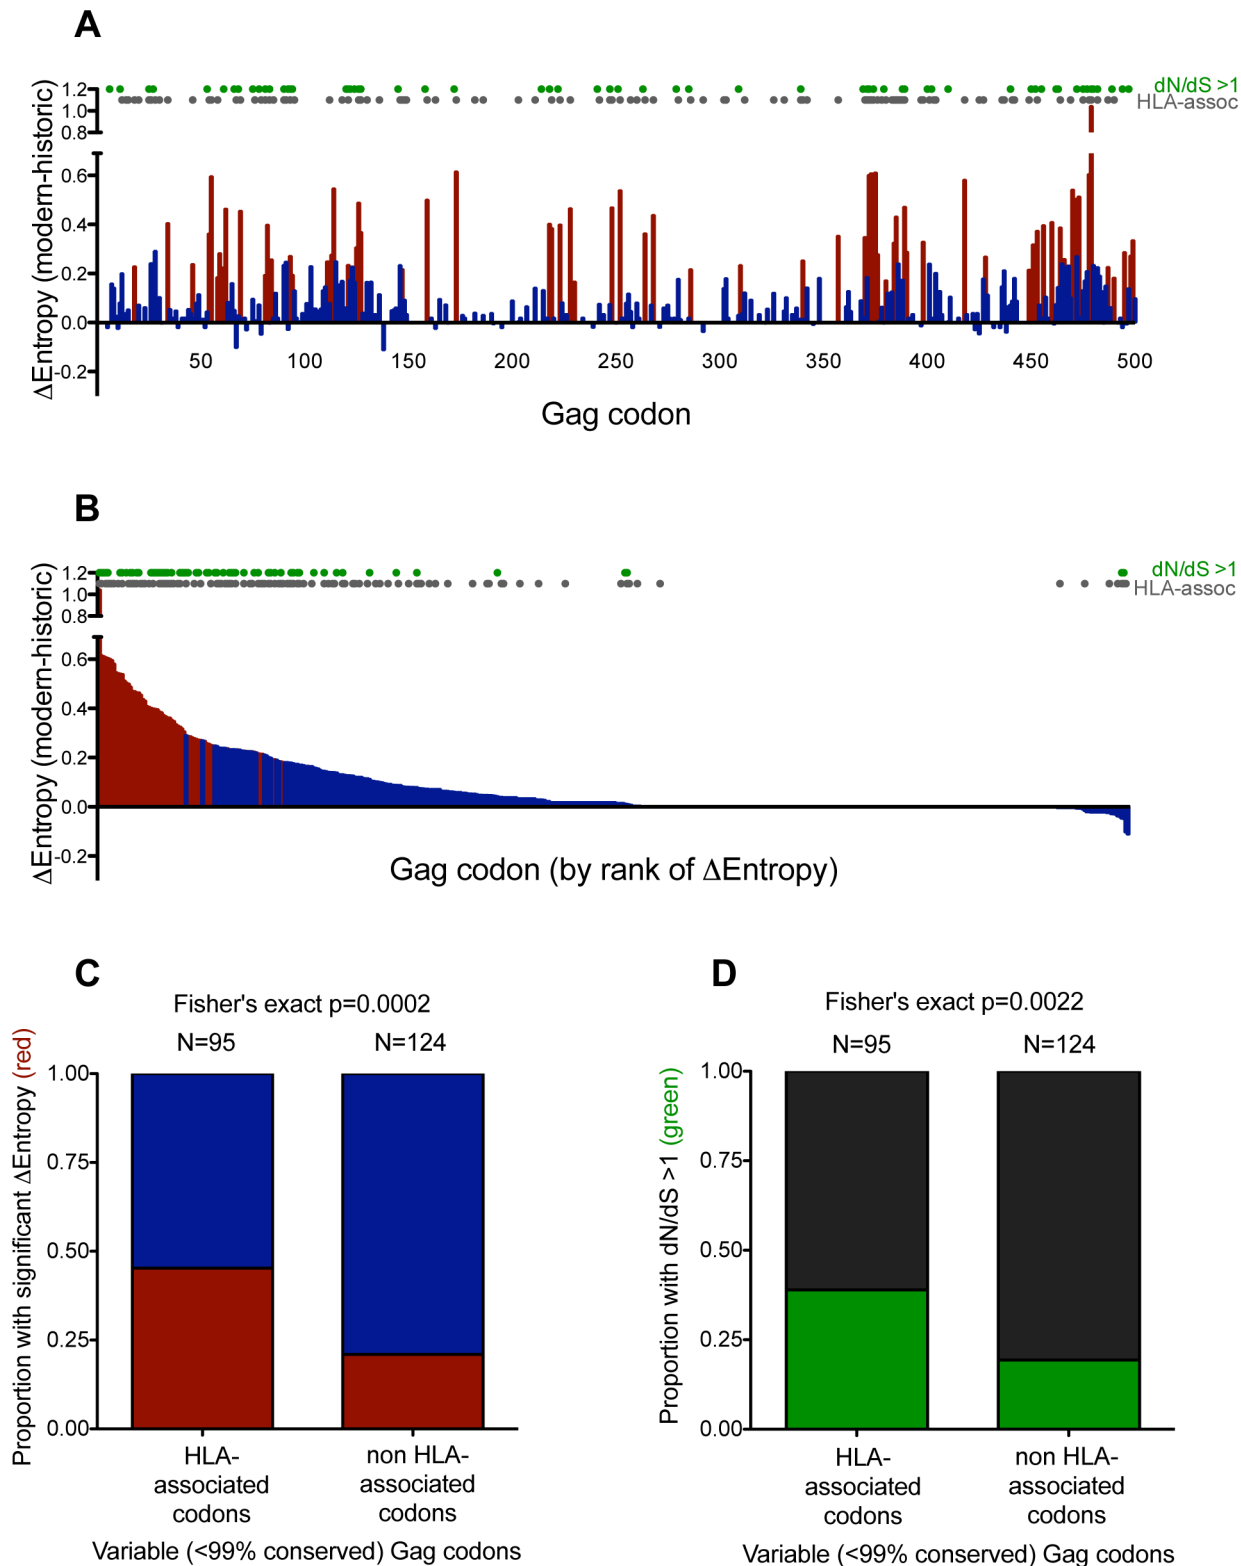 A
1.2
1.0
0.8
0.6
0.4
0.2
0.0
-0.2
ΔEntropy (modern-historic)
dN/dS >1
HLA-assoc
50 100 150 200 250 300 350 400 450 500
Gag codon
B
1.2
1.0
0.8
0.6
0.4
0.2
0.0
-0.2
ΔEntropy (modern-historic)
dN/dS >1
HLA-assoc
Gag codon (by rank of ΔEntropy)
C
Fisher's exact p=0.0002
N=95 N=124
Proportion with significant ΔEntropy (red)
1.00
0.75
0.50
0.25
0.00
HLA-
associated
codons
non HLA-
associated
codons
Variable (<99% conserved) Gag codons
D
Fisher's exact p=0.0022
N=95 N=124
Proportion with dN/dS >1 (green)
1.00
0.75
0.50
0.25
0.00
HLA-
associated
codons
non HLA-
associated
codons
Variable (<99% conserved) Gag codons